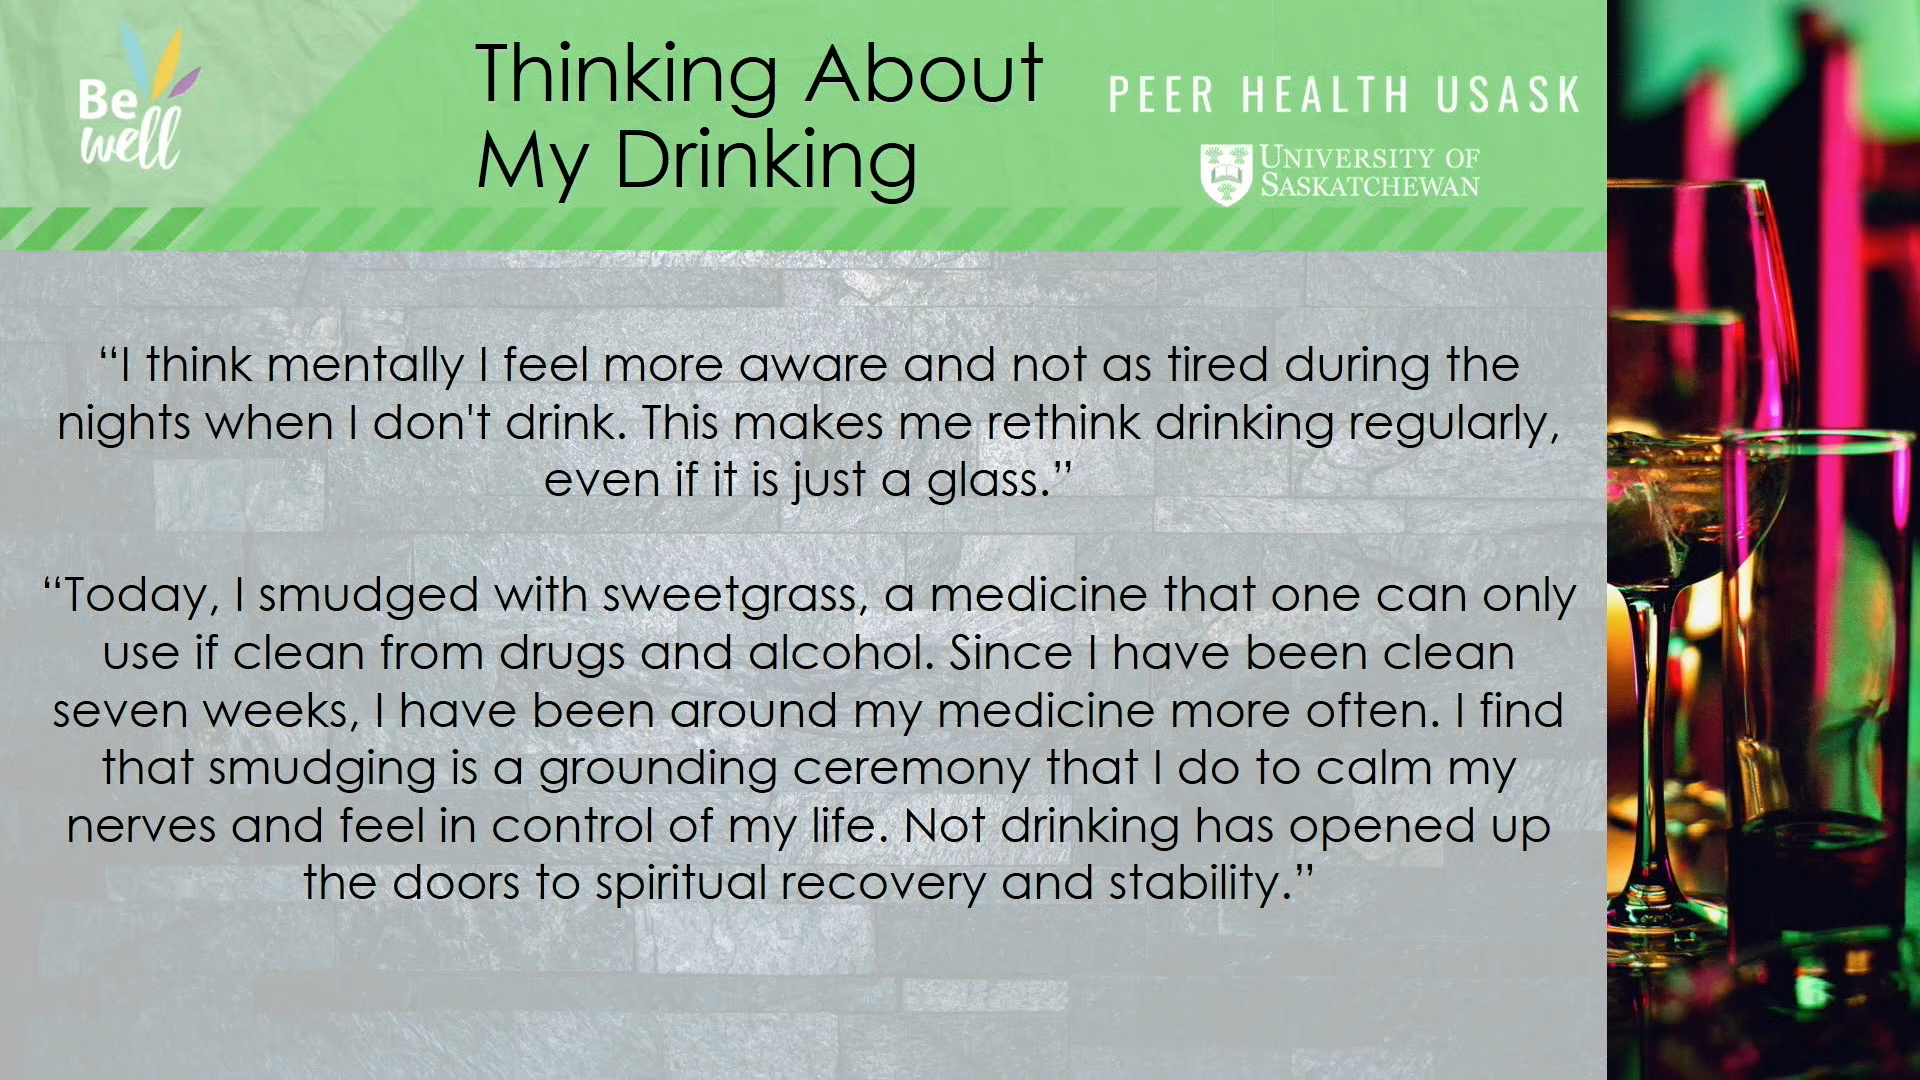 Be
well
Thinking About
My Drinking
PEER HEALTH USASK
UNIVERSITY OF
SASKATCHEWAN
“I think mentally I feel more aware and not as tired during the
nights when I don't drink. This makes me rethink drinking regularly,
even if it is just a glass.”
“Today, I smudged with sweetgrass, a medicine that one can only
use if clean from drugs and alcohol. Since I have been clean
seven weeks, I have been around my medicine more often. I find
that smudging is a grounding ceremony that I do to calm my
nerves and feel in control of my life. Not drinking has opened up
the doors to spiritual recovery and stability.”